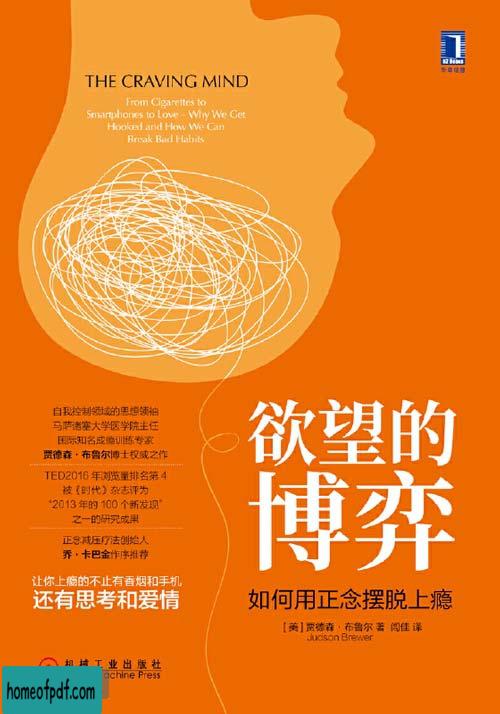 HZ Books
华章经管
THE CRAVING MIND
From Cigarettes to
Smartphones to Love – Why We Get
Hooked and How We Can
Break Bad Habits
自我控制领域的思想领袖
马萨诸塞大学医学院主任
国际知名成瘾训练专家
贾德森·布鲁尔博士权威之作
TED2016年浏览量排名第4
被《时代》杂志评为
“2013年的100个新发现”
之一的研究成果
正念减压疗法创始人
乔·卡巴金作序推荐
让你上瘾的不止有香烟和手机
还有思考和爱情
欲望的
博弈
如何用正念摆脱上瘾
[美] 贾德森·布鲁尔 著 闾佳 译
Judson Brewer
机械工业出版社
Machine Press
homeofpdf.com